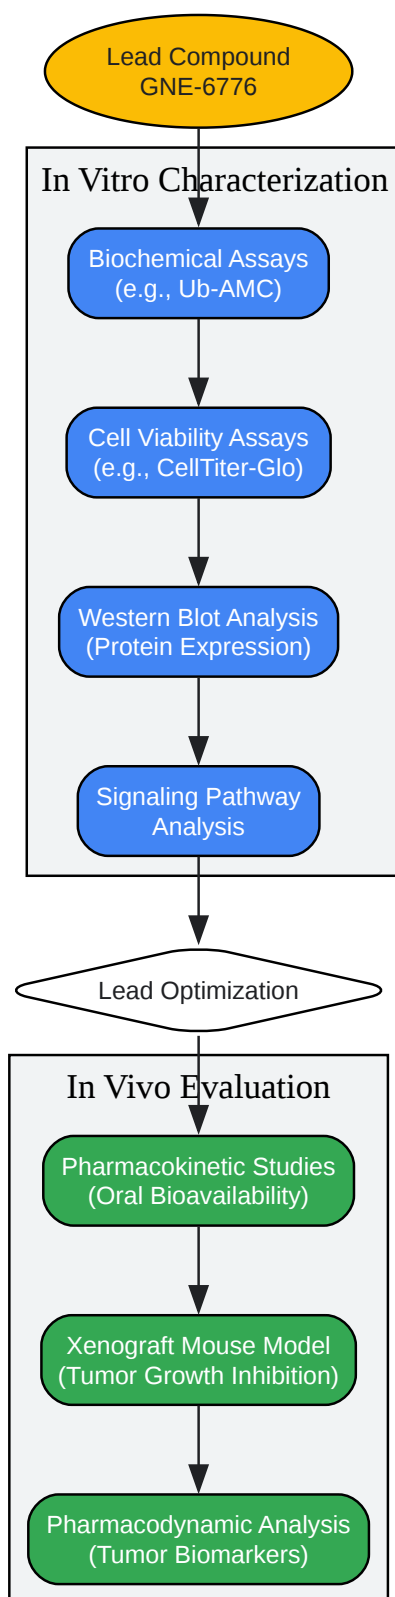 Lead Compound
GNE-6776
In Vitro Characterization
Biochemical Assays
(e.g., Ub-AMC)
Cell Viability Assays
(e.g., CellTiter-Glo)
Western Blot Analysis
(Protein Expression)
Signaling Pathway
Analysis
Lead Optimization
In Vivo Evaluation
Pharmacokinetic Studies
(Oral Bioavailability)
Xenograft Mouse Model
(Tumor Growth Inhibition)
Pharmacodynamic Analysis
(Tumor Biomarkers)